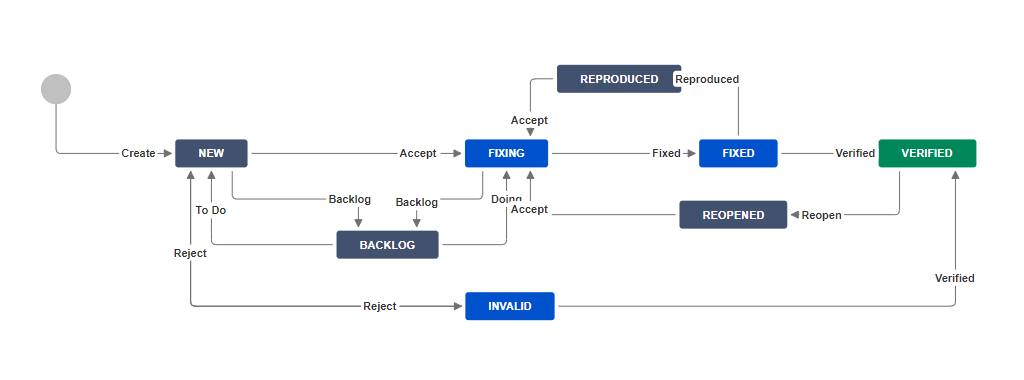 REPRODUCED
Reproduced
Accept
Create
NEW
Accept
FIXING
Fixed
FIXED
Verified
VERIFIED
To Do
Backlog
Backlog
Doing
Accept
REOPENED
Reopen
BACKLOG
Reject
Verified
Reject
INVALID